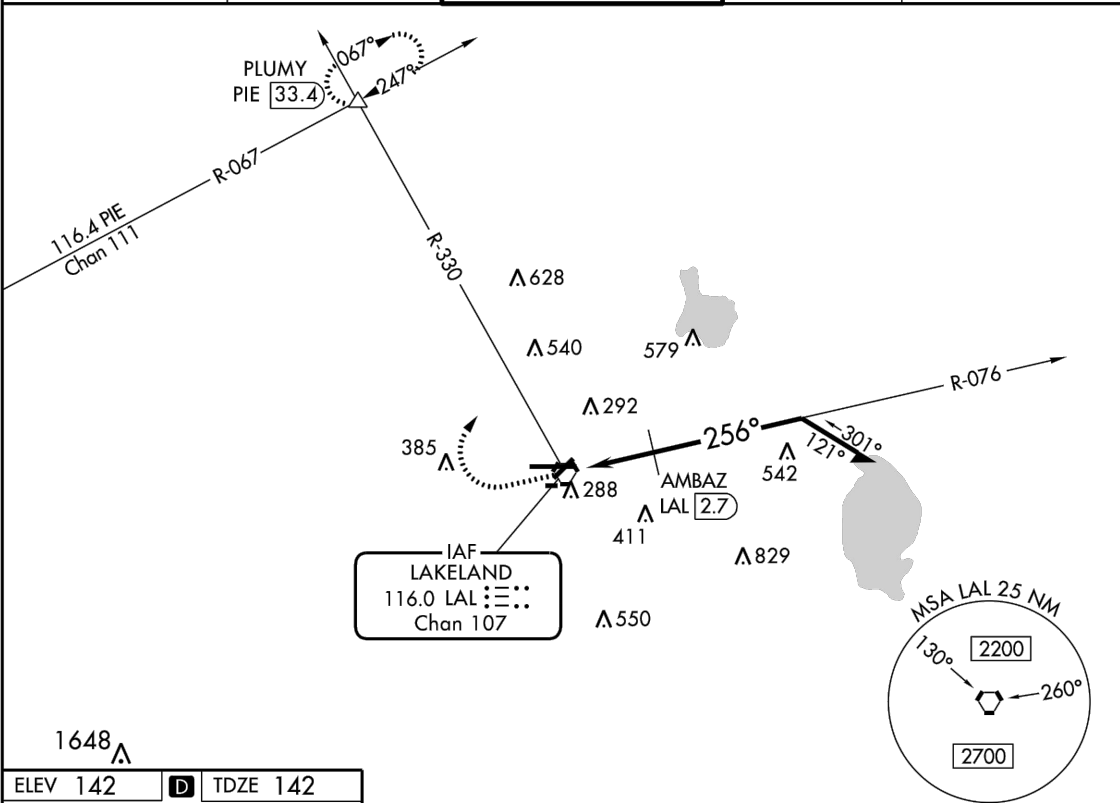 067°
247°
PLUMY
PIE 33.4
R-067
116.4 PIE
Chan 111
R-330
628
540
579
292
R-076
256°
301°
121°
385
542
288
AMBAZ
LAL 2.7
411
829
IAF
LAKELAND
116.0 LAL
Chan 107
550
MSA LAL 25 NM
2200
130°
260°
2700
1648
ELEV 142 D TDZE 142